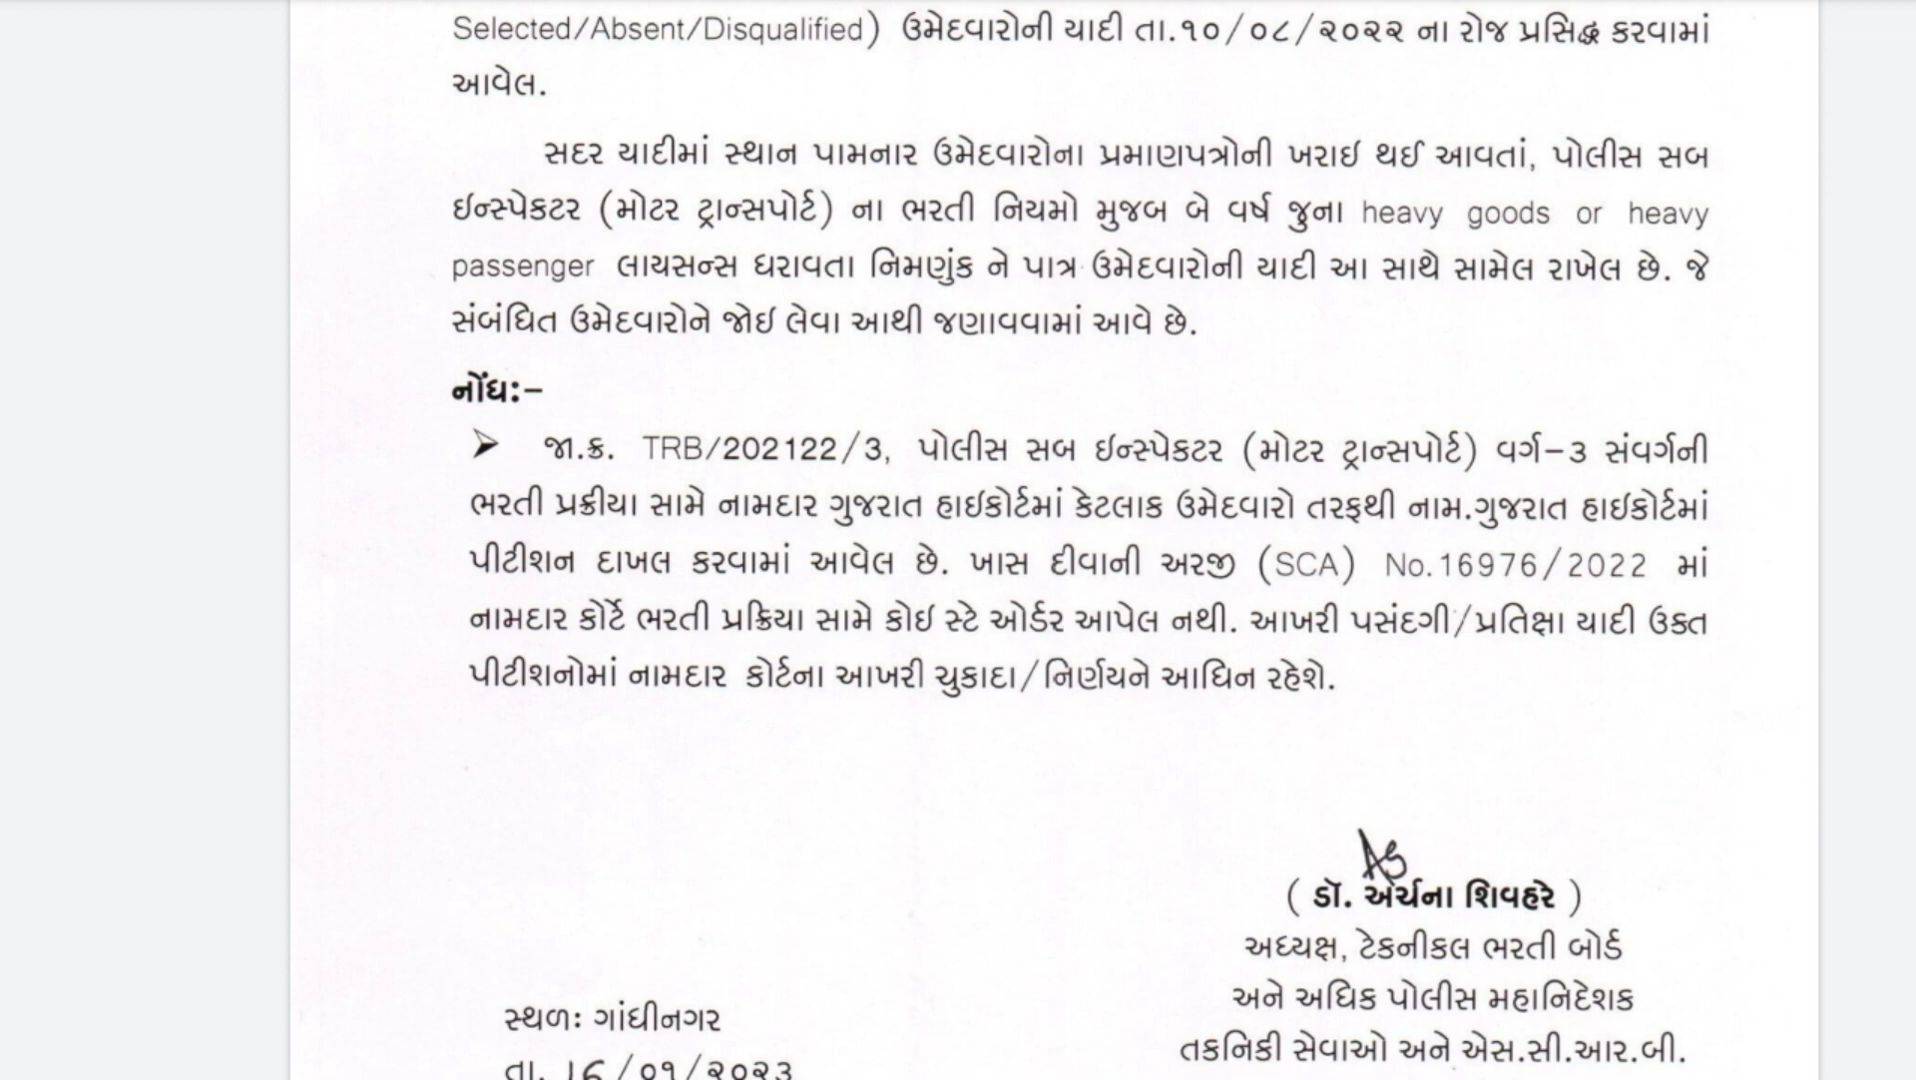 Selected/Absent/Disqualified) ઉમેદવારોની યાદી તા.૧૦/૦૮/૨૦૨૨ ના રોજ પ્રસિદ્ધ કરવામાં
આવેલ.
સદર યાદીમાં સ્થાન પામનાર ઉમેદવારોના પ્રમાણપત્રોની ખરાઇ થઈ આવતાં, પોલીસ સબ
ઈન્સ્પેકટર (મોટર ટ્રાન્સપોર્ટ) ના ભરતી નિયમો મુજબ બે વર્ષ જુના heavy goods or heavy
passenger લાયસન્સ ધરાવતા નિમણુંક ને પાત્ર ઉમેદવારોની યાદી આ સાથે સામેલ રાખેલ છે. જે
સંબંધિત ઉમેદવારોને જોઇ લેવા આથી જણાવવામાં આવે છે.
નોંધ:–
➢ જા.ક્ર. TRB/202122/3, પોલીસ સબ ઈન્સ્પેકટર (મોટર ટ્રાન્સપોર્ટ) વર્ગ–૩ સંવર્ગની
ભરતી પ્રક્રીયા સામે નામદાર ગુજરાત હાઈકોર્ટમાં કેટલાક ઉમેદવારો તરફથી નામ.ગુજરાત હાઈકોર્ટમાં
પીટીશન દાખલ કરવામાં આવેલ છે. ખાસ દીવાની અરજી (SCA) No.16976/2022 માં
નામદાર કોર્ટે ભરતી પ્રક્રિયા સામે કોઇ સ્ટે ઓર્ડર આપેલ નથી. આખરી પસંદગી/પ્રતિક્ષા યાદી ઉક્ત
પીટીશનોમાં નામદાર કોર્ટના આખરી ચુકાદા/નિર્ણયને આધિન રહેશે.
( ડૉ. અર્ચના શિવહરે )
અધ્યક્ષ, ટેકનીકલ ભરતી બોર્ડ
અને અધિક પોલીસ મહાનિદેશક
તકનિકી સેવાઓ અને એસ.સી.આર.બી.
સ્થળ: ગાંધીનગર
તા. 16/૦૧/૨૦૨૩